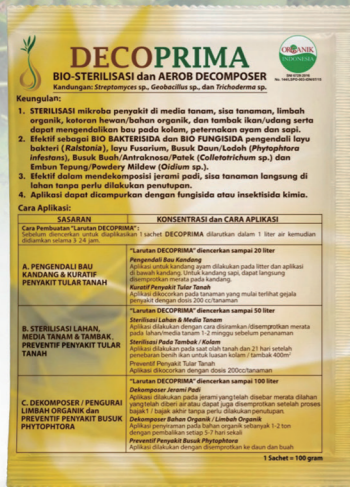 DECOPRIMA
ORGANIK
INDONESIA
BIO-STERILISASI dan AEROB DECOMPOSER
Kandungan: Streptomyces sp., Geobacillus sp., dan Trichoderma sp.
Keunggulan:
1. STERILISASI mikroba penyakit di media tanam, sisa tanaman, limbah
organik, kotoran hewan/bahan organik, dan tambak ikan/udang serta
dapat mengendalikan bau pada kolam, peternakan ayam dan sapi.
2. Efektif sebagai BIO BAKTERISIDA dan BIO FUNGISIDA pengendali layu
bakteri (Ralstonia), layu Fusarium, Busuk Daun/Lodoh (Phytophtora
infestans), Busuk Buah/Antraknosa/Patek (Colletotrichum sp.) dan
Embun Tepung/Powdery Mildew (Oidium sp.).
3. Efektif dalam mendekomposisi jerami padi, sisa tanaman langsung di
lahan tanpa perlu dilakukan penutupan.
4. Aplikasi dapat dicampurkan dengan fungisida atau insektisida kimia.
Cara Aplikasi:
SASARAN KONSENTRASI dan CARA APLIKASI
Cara Pembuatan "Larutan DECOPRIMA" :
Sebelum diencerkan untuk diaplikasikan 1 sachet DECOPRIMA dilarutkan dalam 1 liter air kemudian
didiamkan selama 3-24 jam.
A. PENGENDALI BAU
KANDANG & KURATIF
PENYAKIT TULAR TANAH
"Larutan DECOPRIMA" diencerkan sampai 20 liter
Pengendali Bau Kandang
Aplikasi untuk kandang ayam dilakukan pada litter dan aplikasi
di bawah kandang. Untuk kandang sapi, dapat langsung
disemprotkan merata pada kandang.
Kuratif Penyakit Tular Tanah
Aplikasi dikocorkan pada tanaman yang mulai terlihat gejala
penyakit dengan dosis 200 cc/tanaman
B. STERILISASI LAHAN,
MEDIA TANAM & TAMBAK,
PREVENTIF PENYAKIT TULAR
TANAH
"Larutan DECOPRIMA" diencerkan sampai 50 liter
Sterilisasi Lahan & Media Tanam
Aplikasi dilakukan dengan cara disiramkan /disemprotkan merata
pada lahan/media tanam 1-2 minggu sebelum penanaman
Sterilisasi Pada Tambak / Kolam
Aplikasi dilakukan pada saat olah tanah dan 21 hari setelah
penebaran benih ikan untuk luasan kolam / tambak 400m²
Preventif Penyakit Tular Tanah
Aplikasi dikocorkan dengan dosis 200cc/tanaman
C. DEKOMPOSER / PENGURAI
LIMBAH ORGANIK dan
PREVENTIF PENYAKIT BUSUK
PHYTOPHTORA
"Larutan DECOPRIMA" diencerkan sampai 100 liter
Dekomposer Jerami Padi
Aplikasi dilakukan pada jerami yang telah disebar merata dilahan
yang telah diberi air atau dapat juga disemprotkan setelah proses
bajak1 / bajak akhir tanpa perlu dilakukan penutupan.
Dekomposer Bahan Organik / Limbah Organik
Aplikasi penyiraman pada bahan organik sebanyak 1-2 ton
dengan pembalikan setiap 5-7 hari sekali
Preventif Penyakit Busuk Phytophtora
Aplikasi dilakukan dengan disemprotkan ke daun dan buah
1 Sachet = 100 gram